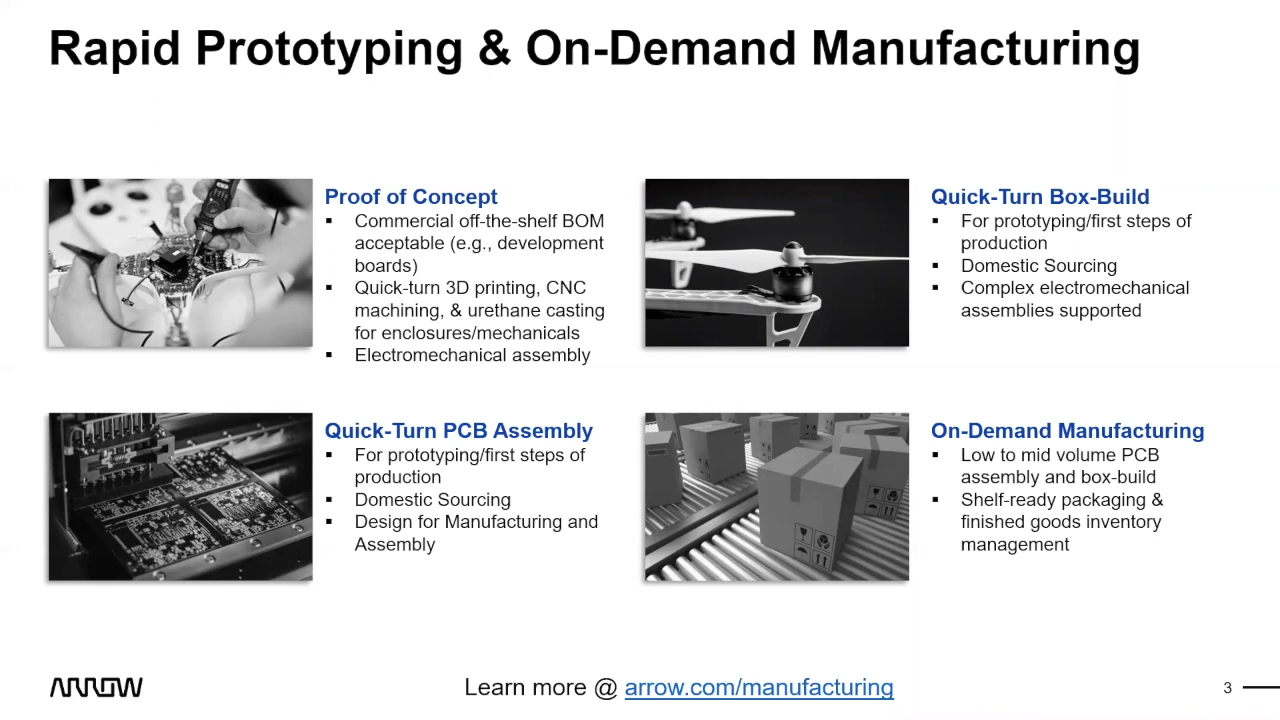 Rapid Prototyping & On-Demand Manufacturing
Proof of Concept
▪ Commercial off-the-shelf BOM
acceptable (e.g., development
boards)
▪ Quick-turn 3D printing, CNC
machining, & urethane casting
for enclosures/mechanicals
▪ Electromechanical assembly
Quick-Turn Box-Build
▪ For prototyping/first steps of
production
▪ Domestic Sourcing
▪ Complex electromechanical
assemblies supported
Quick-Turn PCB Assembly
▪ For prototyping/first steps of
production
▪ Domestic Sourcing
▪ Design for Manufacturing and
Assembly
On-Demand Manufacturing
▪ Low to mid volume PCB
assembly and box-build
▪ Shelf-ready packaging &
finished goods inventory
management
ARROW
Learn more @ arrow.com/manufacturing
3